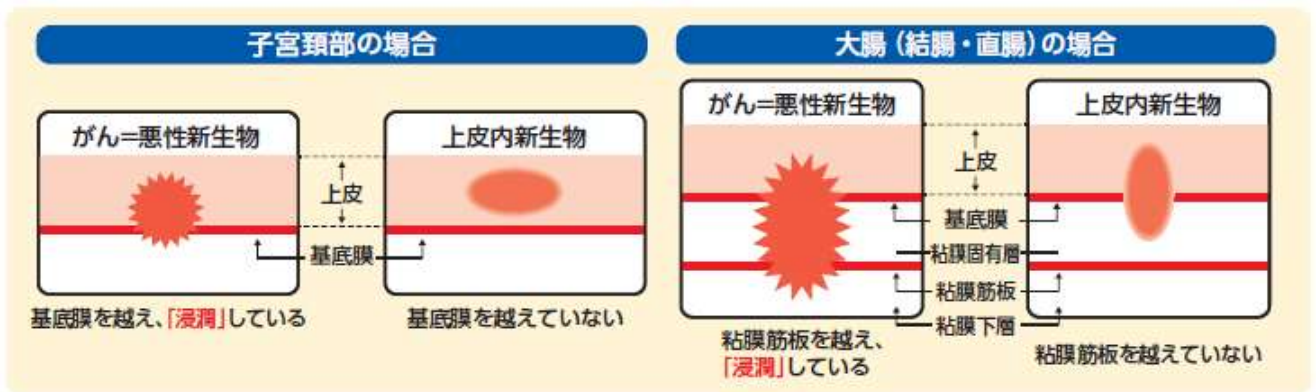 子宮頸部の場合
がん=悪性新生物
上皮内新生物
上皮
基底膜
基底膜を越え、「浸潤」している
基底膜を越えていない
大腸(結腸・直腸)の場合
がん=悪性新生物
上皮内新生物
上皮
基底膜
粘膜固有層
粘膜筋板
粘膜下層
粘膜筋板を越え、
「浸潤」している
粘膜筋板を越えていない